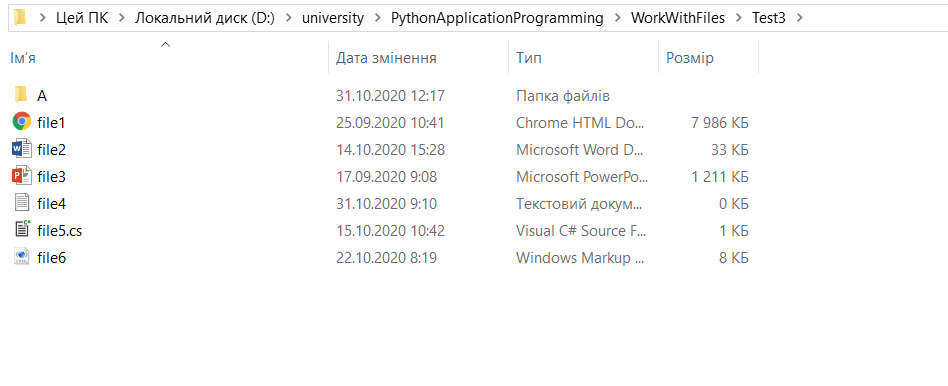 Цей ПК > Локальний диск (D:) > university > PythonApplicationProgramming > WorkWithFiles > Test3 >
Ім'я Дата змінення Тип Розмір
A 31.10.2020 12:17 Папка файлів
file1 25.09.2020 10:41 Chrome HTML Do... 7 986 КБ
file2 14.10.2020 15:28 Microsoft Word D... 33 КБ
file3 17.09.2020 9:08 Microsoft PowerPo... 1 211 КБ
file4 31.10.2020 9:10 Текстовий докум... 0 КБ
file5.cs 15.10.2020 10:42 Visual C# Source F... 1 КБ
file6 22.10.2020 8:19 Windows Markup ... 8 КБ